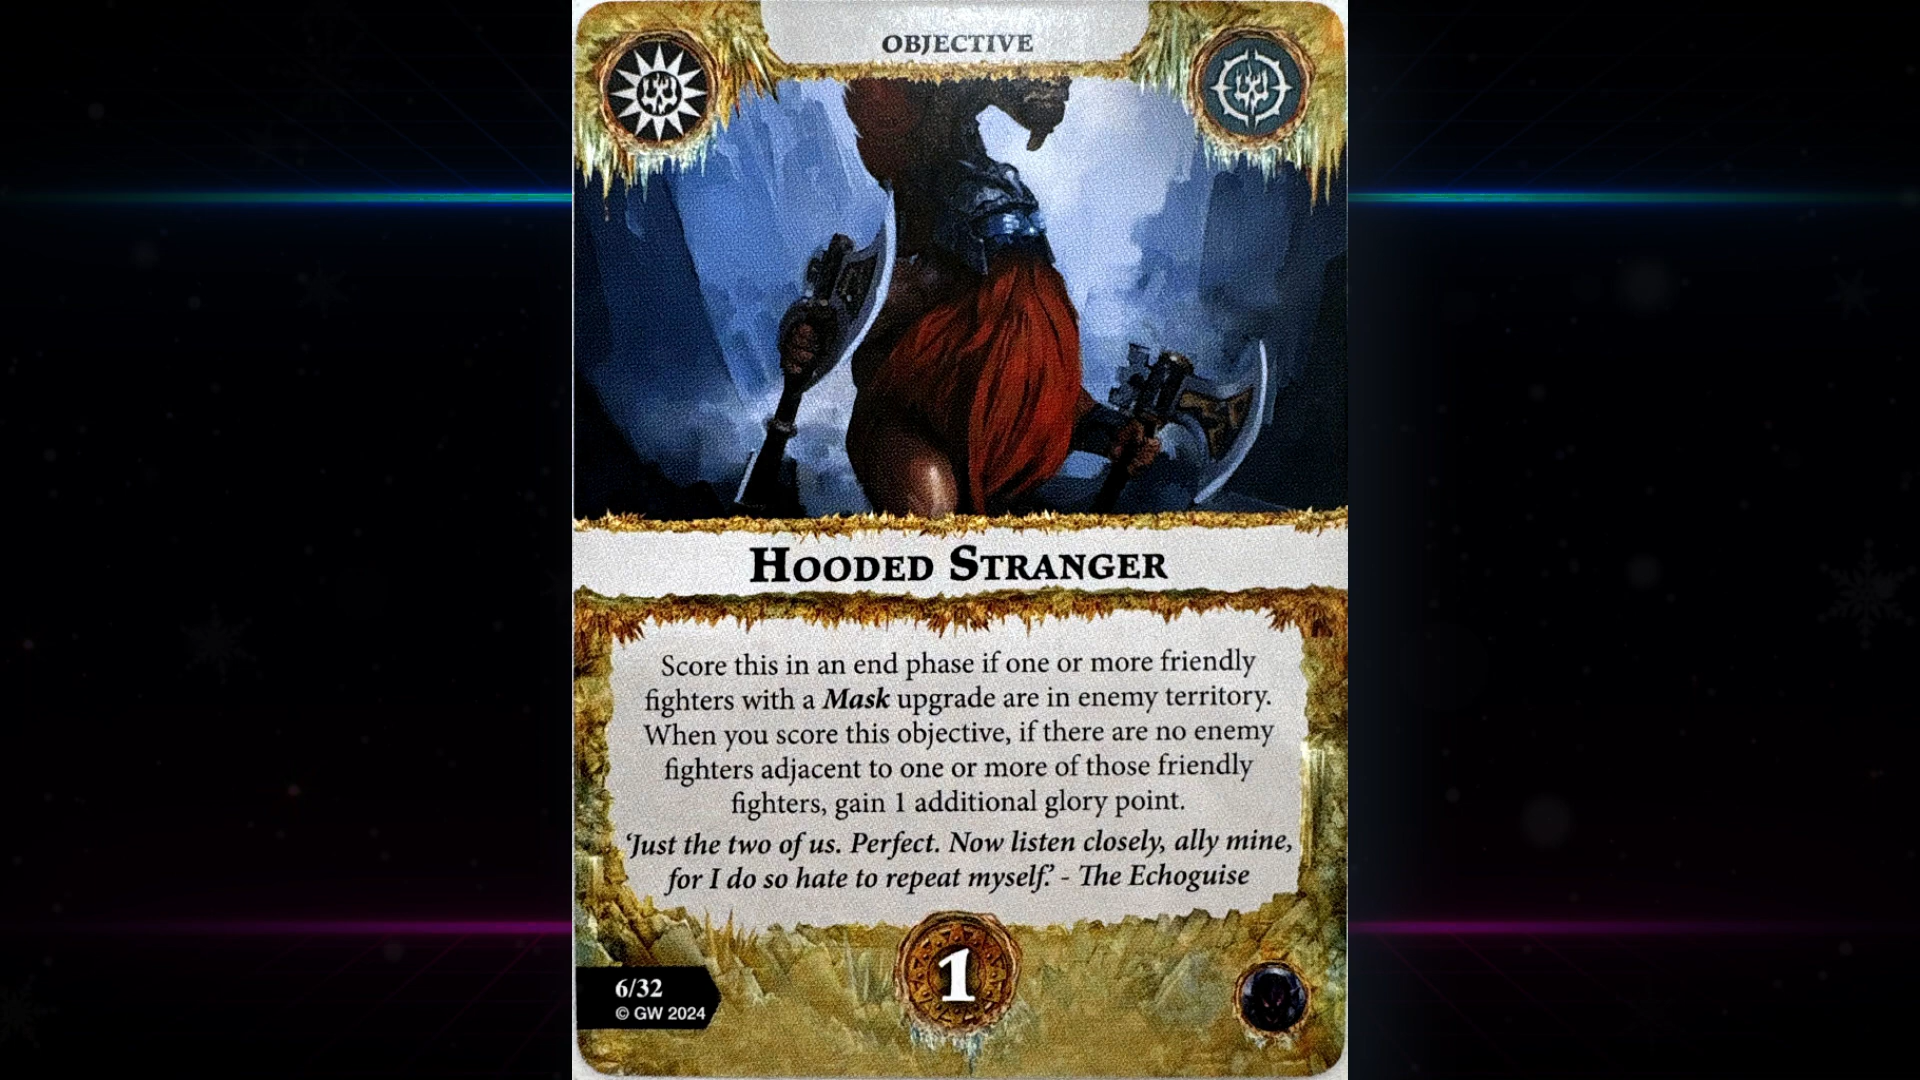 OBJECTIVE
HOODED STRANGER
Score this in an end phase if one or more friendly
fighters with a Mask upgrade are in enemy territory.
When you score this objective, if there are no enemy
fighters adjacent to one or more of those friendly
fighters, gain 1 additional glory point.
‘Just the two of us. Perfect. Now listen closely, ally mine,
for I do so hate to repeat myself.’ - The Echoguise
1
6/32
© GW 2024